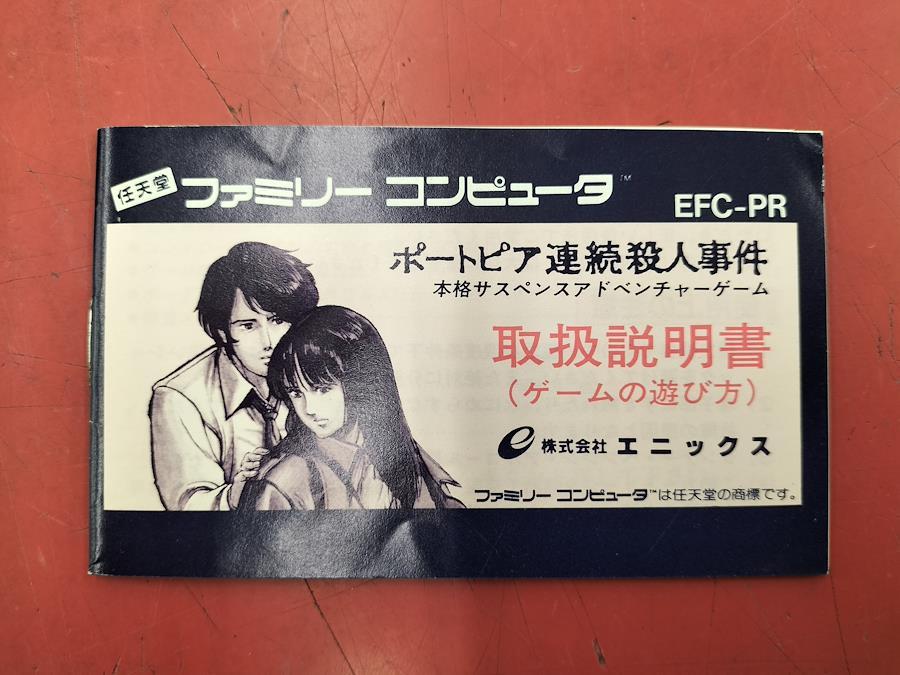 任天堂 ファミリー コンピュータ™
EFC-PR
ポートピア連続殺人事件
本格サスペンスアドベンチャーゲーム
取扱説明書
(ゲームの遊び方)
e 株式会社 エニックス
ファミリー コンピュータ™は任天堂の商標です。